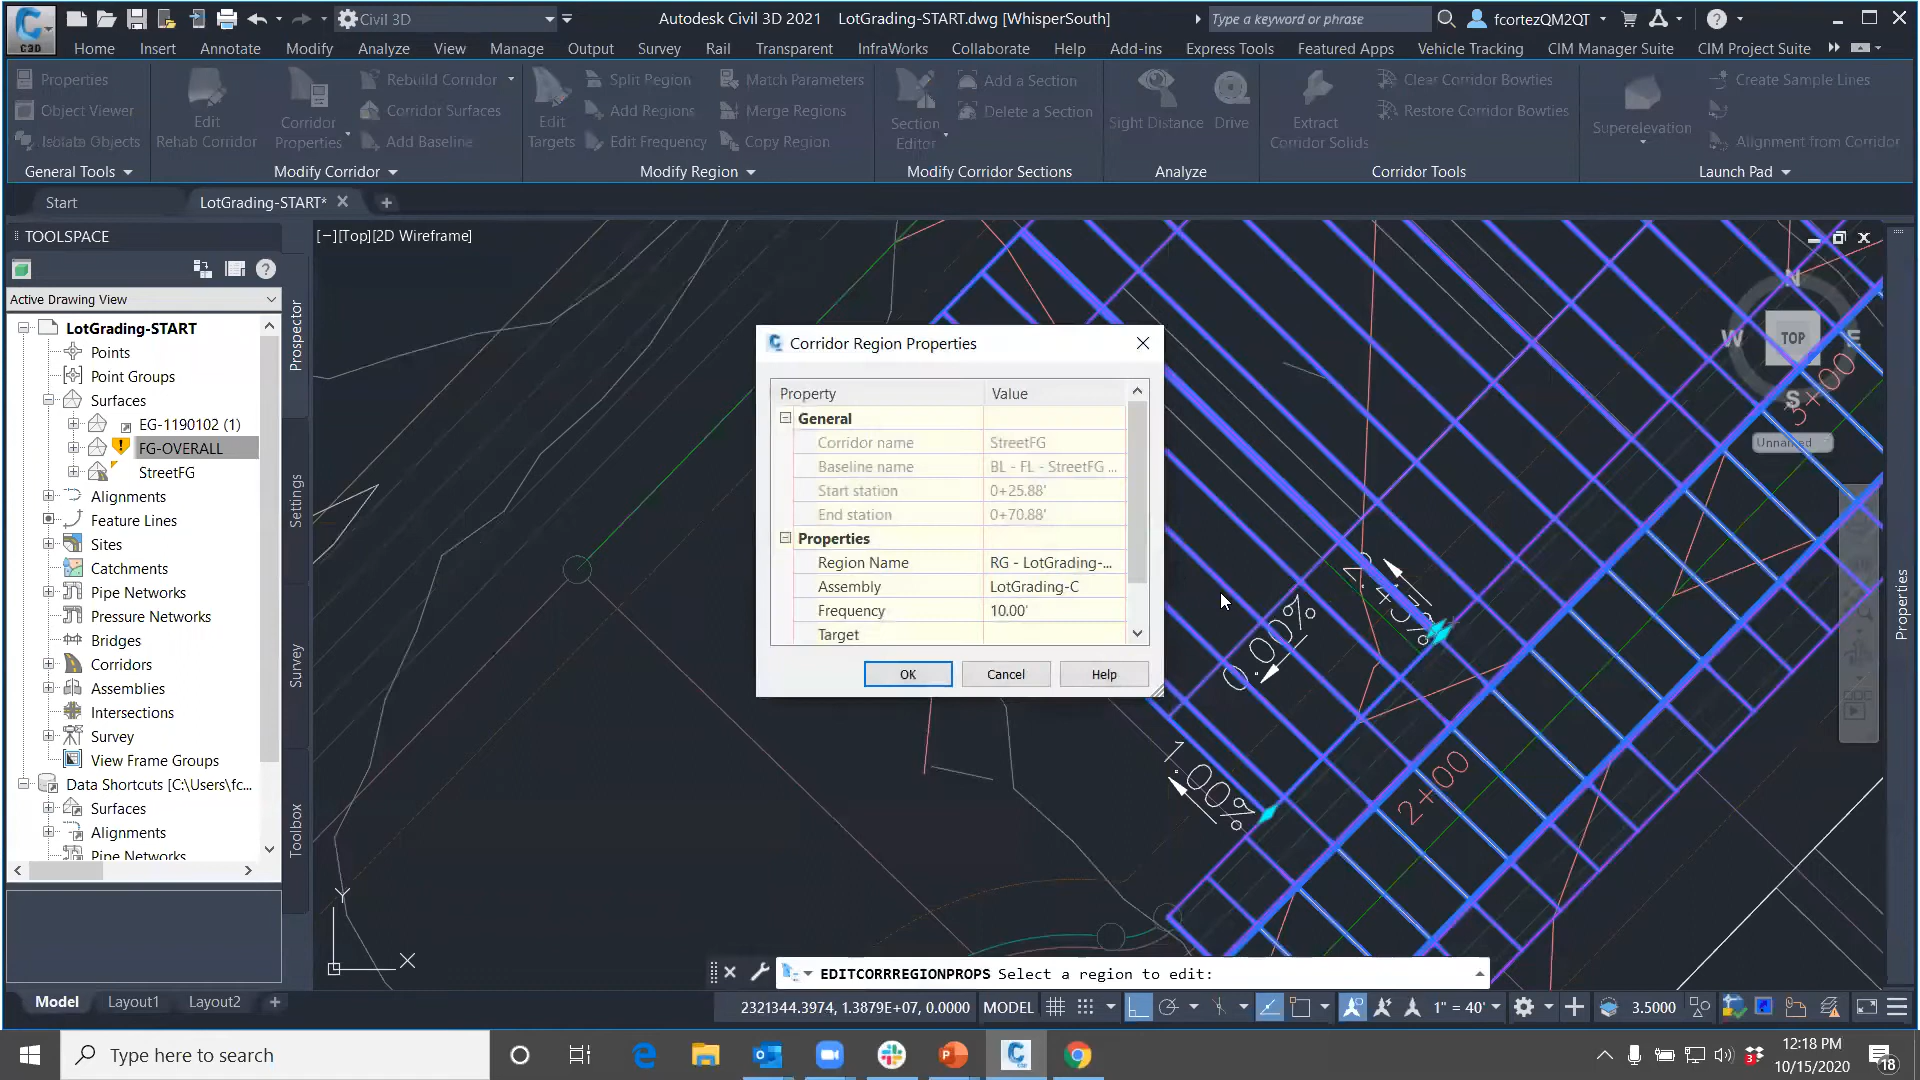 C3D
Civil 3D
Autodesk Civil 3D 2021
LotGrading-START.dwg [WhisperSouth]
Type a keyword or phrase
fcortezQM2QT
Home Insert Annotate Modify Analyze View Manage Output Survey Rail Transparent InfraWorks Collaborate Help Add-ins Express Tools Featured Apps Vehicle Tracking CIM Manager Suite CIM Project Suite
Properties
Object Viewer
Isolate Objects
General Tools
Edit
Rehab Corridor
Corridor
Properties
Rebuild Corridor
Corridor Surfaces
Add Baseline
Modify Corridor
Edit
Targets
Split Region
Add Regions
Edit Frequency
Match Parameters
Merge Regions
Copy Region
Modify Region
Section
Editor
Add a Section
Delete a Section
Modify Corridor Sections
Sight Distance
Drive
Analyze
Extract
Corridor Solids
Clear Corridor Bowties
Restore Corridor Bowties
Corridor Tools
Superelevation
Create Sample Lines
Alignment from Corridor
Launch Pad
Start
LotGrading-START*
TOOLSPACE
Active Drawing View
LotGrading-START
Points
Point Groups
Surfaces
EG-1190102 (1)
FG-OVERALL
StreetFG
Alignments
Feature Lines
Sites
Catchments
Pipe Networks
Pressure Networks
Bridges
Corridors
Assemblies
Intersections
Survey
View Frame Groups
Data Shortcuts [C:\Users\fc...
Surfaces
Alignments
Pipe Networks
Prospector
Settings
Survey
Toolbox
[−][Top][2D Wireframe]
Corridor Region Properties
Property Value
General
Corridor name StreetFG
Baseline name BL - FL - StreetFG ...
Start station 0+25.88'
End station 0+70.88'
Properties
Region Name RG - LotGrading-...
Assembly LotGrading-C
Frequency 10.00'
Target
OK Cancel Help
N
W TOP E
S
Unnamed
3+00
2.43%
0.00%
1.00%
2+00
Y
X
Properties
EDITCORRREGIONPROPS Select a region to edit:
Model Layout1 Layout2
2321344.3974, 1.3879E+07, 0.0000 MODEL
1" = 40'
3.5000
Type here to search
3
12:18 PM
10/15/2020
18